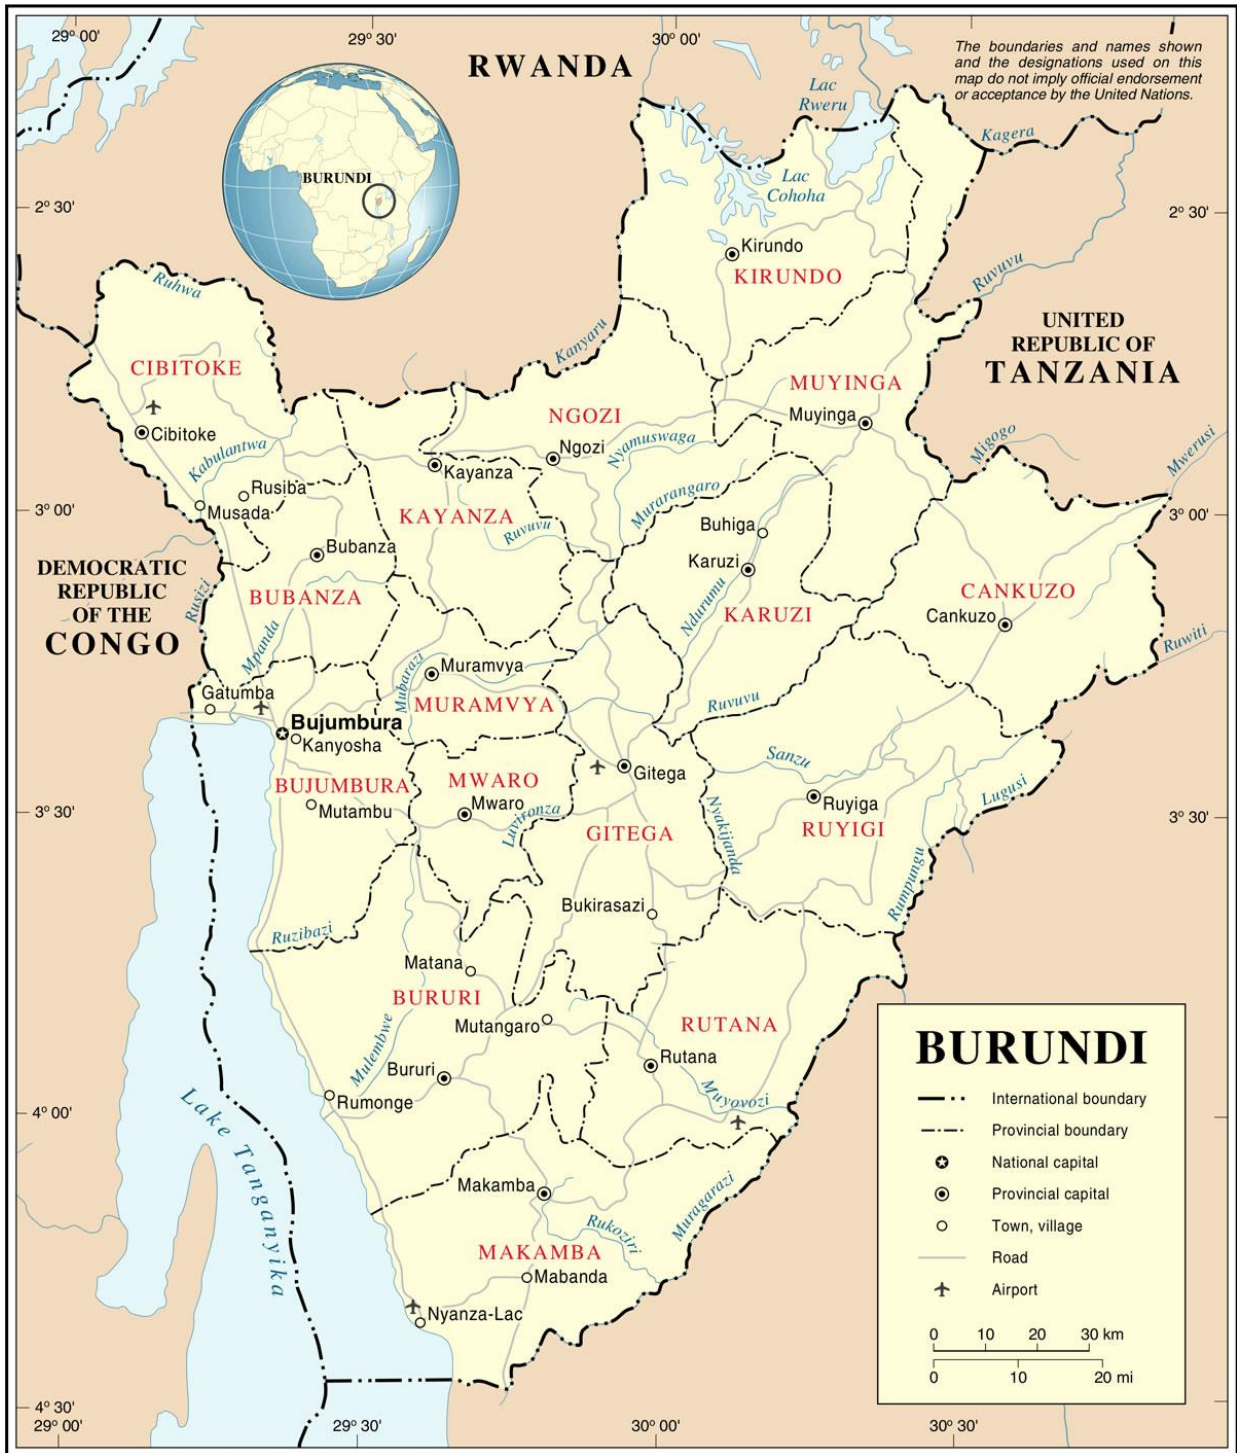 29° 00'
29° 30'
30° 00'
The boundaries and names shown
and the designations used on this
map do not imply official endorsement
or acceptance by the United Nations.
RWANDA
Lac
Rweru
Kagera
BURUNDI
Lac
Cohoha
2° 30'
2° 30'
Kirundo
KIRUNDO
Ruvuvu
Ruhwa
UNITED
REPUBLIC OF
TANZANIA
Kanyaru
CIBITOKE
MUYINGA
NGOZI
Muyinga
Cibitoke
Kabulantwa
Ngozi
Nyamuswaga
Migogo
Mwerusi
Kayanza
Rusiba
Musada
Murarangaro
3° 00'
3° 00'
KAYANZA
Ruvuvu
Buhiga
Bubanza
Karuzi
DEMOCRATIC
REPUBLIC
OF THE
CONGO
Rusizi
BUBANZA
Ndurumu
KARUZI
CANKUZO
Cankuzo
Mpanda
Ruwiti
Mubarazi
Muramvya
Gatumba
MURAMVYA
Ruvuvu
Bujumbura
Kanyosha
Sanzu
Gitega
BUJUMBURA
MWARO
Lugusi
Mutambu
Mwaro
Luvironza
Nyakijanda
Ruyiga
RUYIGI
3° 30'
3° 30'
GITEGA
Rumpungu
Bukirasazi
Ruzibazi
Matana
BURURI
Mutangaro
RUTANA
Mulembwe
Rutana
Bururi
Muyovozi
Rumonge
4° 00'
Lake Tanganyika
Makamba
Muragarazi
Rukoziri
MAKAMBA
Mabanda
Nyanza-Lac
BURUNDI
International boundary
Provincial boundary
National capital
Provincial capital
Town, village
Road
Airport
0 10 20 30 km
0 10 20 mi
4° 30'
29° 00'
29° 30'
30° 00'
30° 30'